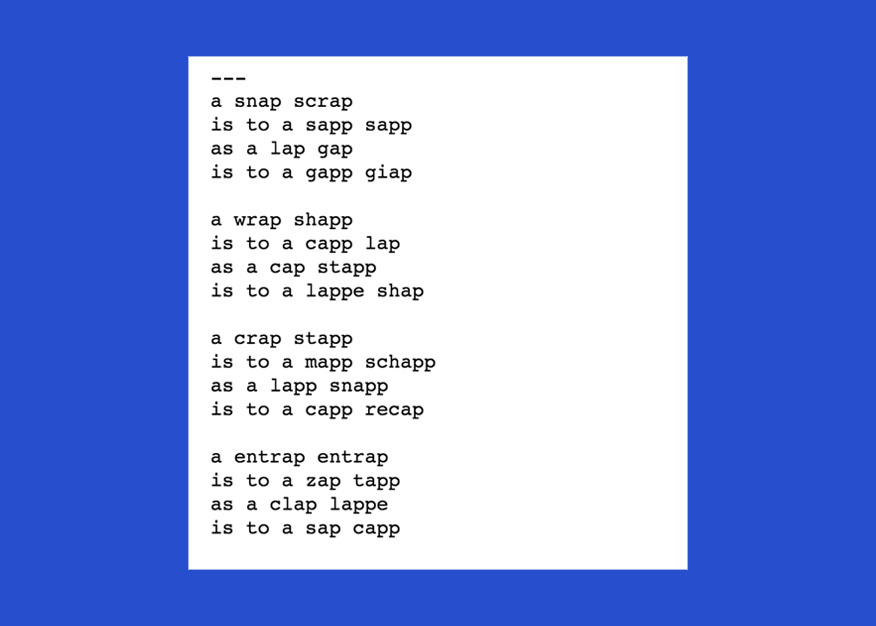 ---
a snap scrap
is to a sapp sapp
as a lap gap
is to a gapp giap

a wrap shapp
is to a capp lap
as a cap stapp
is to a lappe shap

a crap stapp
is to a mapp schapp
as a lapp snapp
is to a capp recap

a entrap entrap
is to a zap tapp
as a clap lappe
is to a sap capp